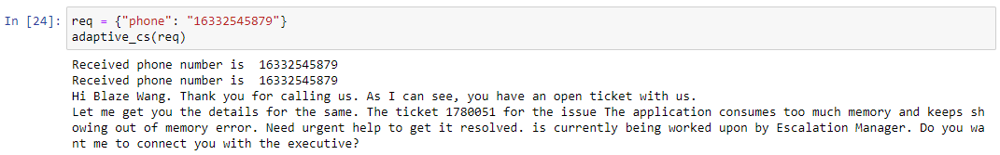 In [24]: req = {"phone": "16332545879"}
adaptive_cs(req)
Received phone number is  16332545879
Received phone number is  16332545879
Hi Blaze Wang. Thank you for calling us. As I can see, you have an open ticket with us.
Let me get you the details for the same. The ticket 1780051 for the issue The application consumes too much memory and keeps sh
owing out of memory error. Need urgent help to get it resolved. is currently being worked upon by Escalation Manager. Do you wa
nt me to connect you with the executive?